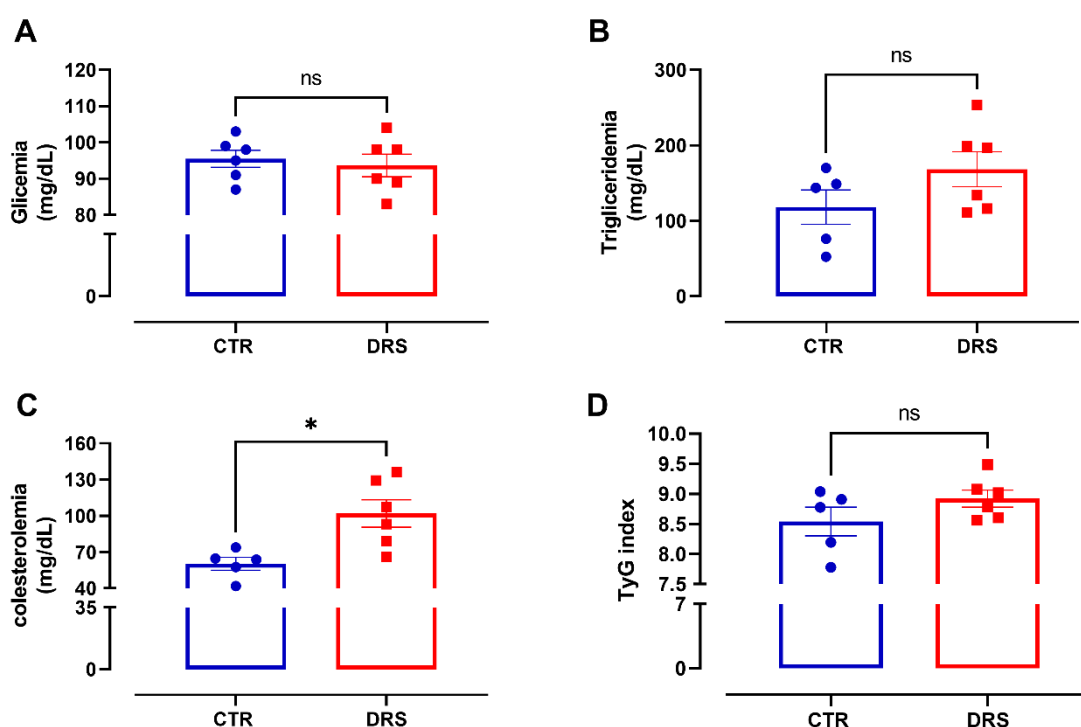 A
Glicemia
(mg/dL)
120
110
100
90
80
0
ns
CTR
DRS
B
Trigliceridemia
(mg/dL)
300
200
100
0
ns
CTR
DRS
C
colesterolemia
(mg/dL)
160
130
100
70
40
35
0
*
CTR
DRS
D
TyG index
10.0
9.5
9.0
8.5
8.0
7.5
7
0
ns
CTR
DRS